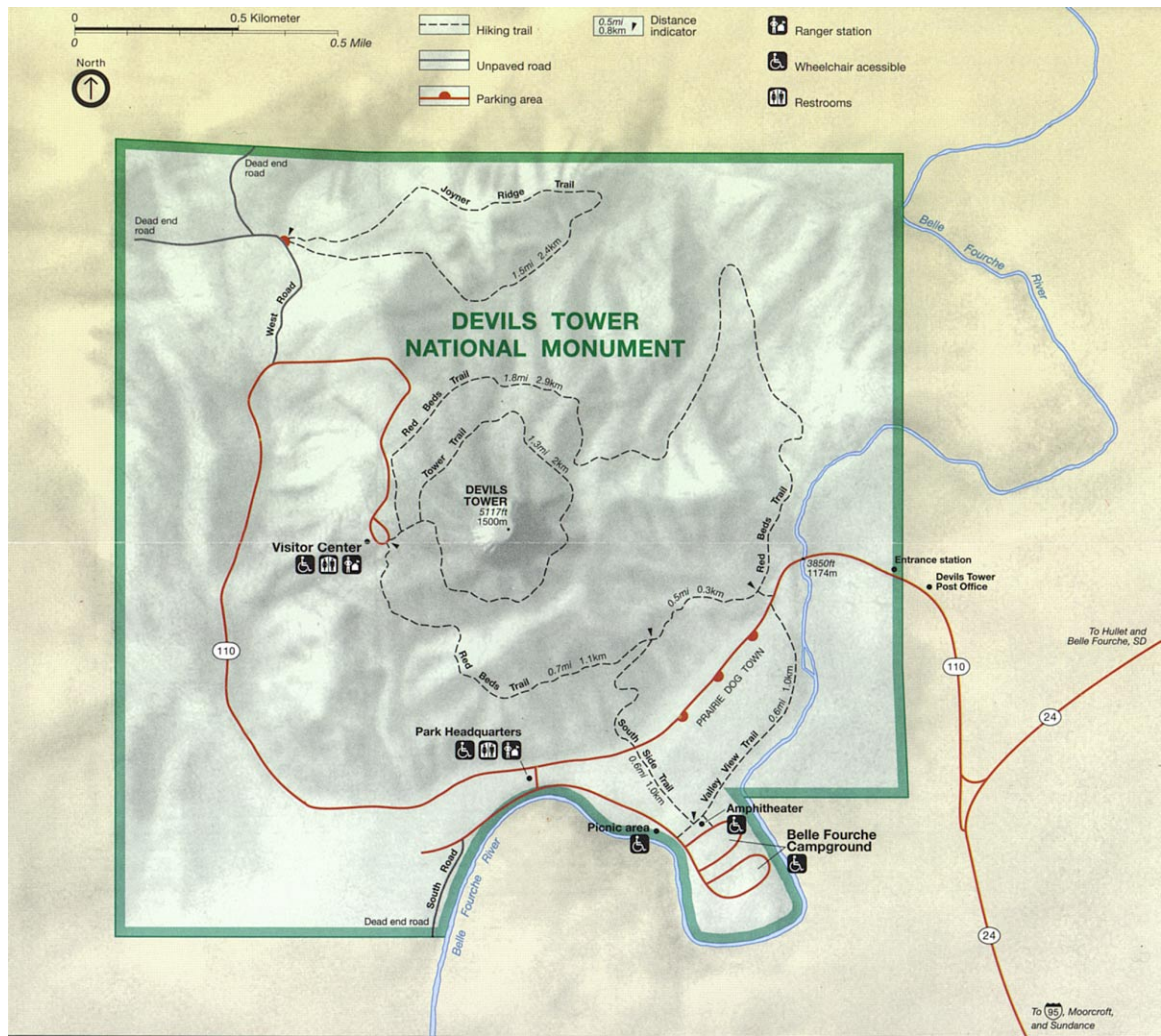 0 0.5 Kilometer
0 0.5 Mile
North
Hiking trail
Unpaved road
Parking area
0.5mi
0.8km
Distance
indicator
Ranger station
Wheelchair acessible
Restrooms
Dead end
road
Dead end
road
Joyner Ridge Trail
1.5mi 2.4km
West Road
Belle Fourche River
DEVILS TOWER
NATIONAL MONUMENT
Red Beds Trail
1.8mi 2.9km
Tower Trail
1.3mi 2km
DEVILS
TOWER
5117ft
1500m
Red Beds Trail
Visitor Center
3850ft
1174m
Entrance station
Devils Tower
Post Office
0.5mi 0.3km
To Hullet and
Belle Fourche, SD
110
110
24
0.7mi 1.1km
Red Beds Trail
PRAIRIE DOG TOWN
0.6mi 1.0km
Valley View Trail
South Side Trail
0.6mi 1.0km
Park Headquarters
Amphitheater
Picnic area
Belle Fourche
Campground
South Road
Belle Fourche River
Dead end road
24
To 95, Moorcroft,
and Sundance